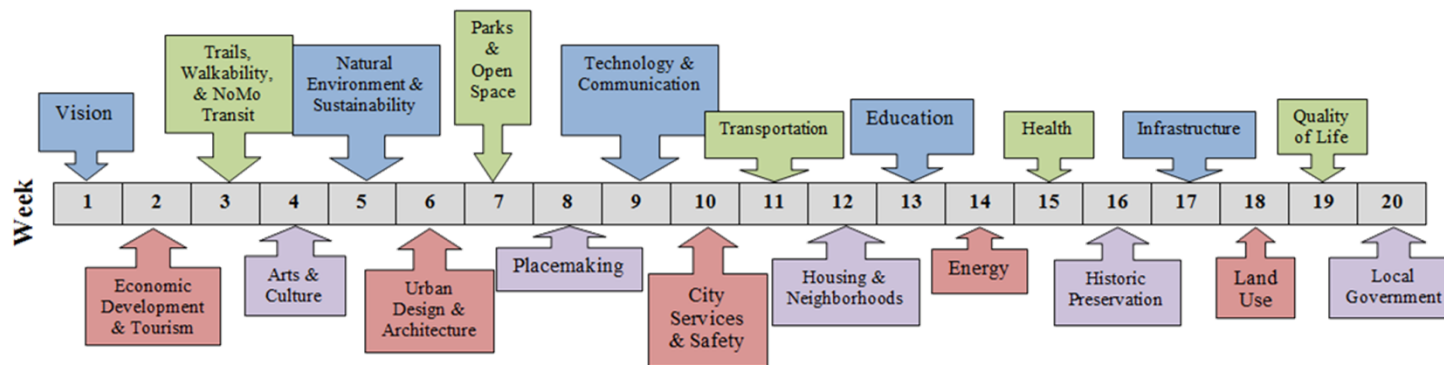 Vision
Trails,
Walkability,
& NoMo
Transit
Natural
Environment &
Sustainability
Parks
&
Open
Space
Technology &
Communication
Transportation
Education
Health
Infrastructure
Quality
of Life
Week
1 2 3 4 5 6 7 8 9 10 11 12 13 14 15 16 17 18 19 20
Economic
Development
& Tourism
Arts &
Culture
Urban
Design &
Architecture
Placemaking
City
Services
& Safety
Housing &
Neighborhoods
Energy
Historic
Preservation
Land
Use
Local
Government